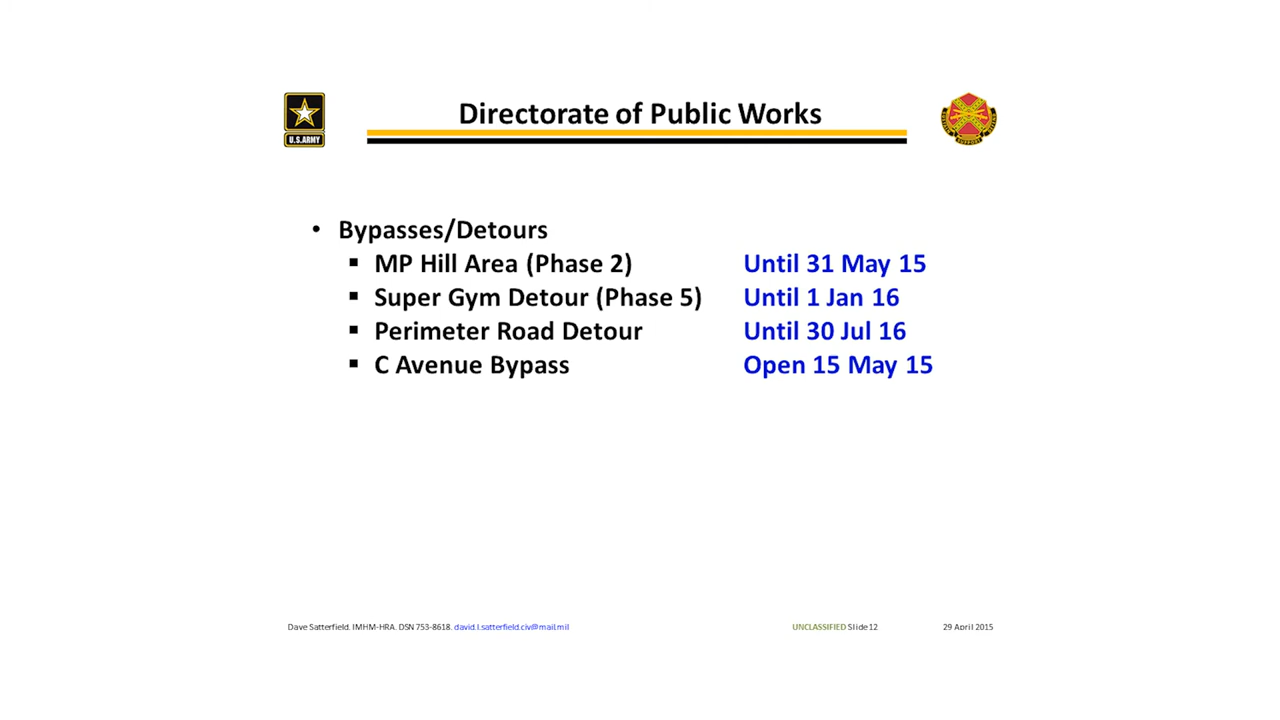 Directorate of Public Works
U.S.ARMY
• Bypasses/Detours
▪ MP Hill Area (Phase 2) Until 31 May 15
▪ Super Gym Detour (Phase 5) Until 1 Jan 16
▪ Perimeter Road Detour Until 30 Jul 16
▪ C Avenue Bypass Open 15 May 15
Dave Satterfield. IMHM-HRA. DSN 753-8618. david.l.satterfield.civ@mail.mil UNCLASSIFIED Slide 12 29 April 2015